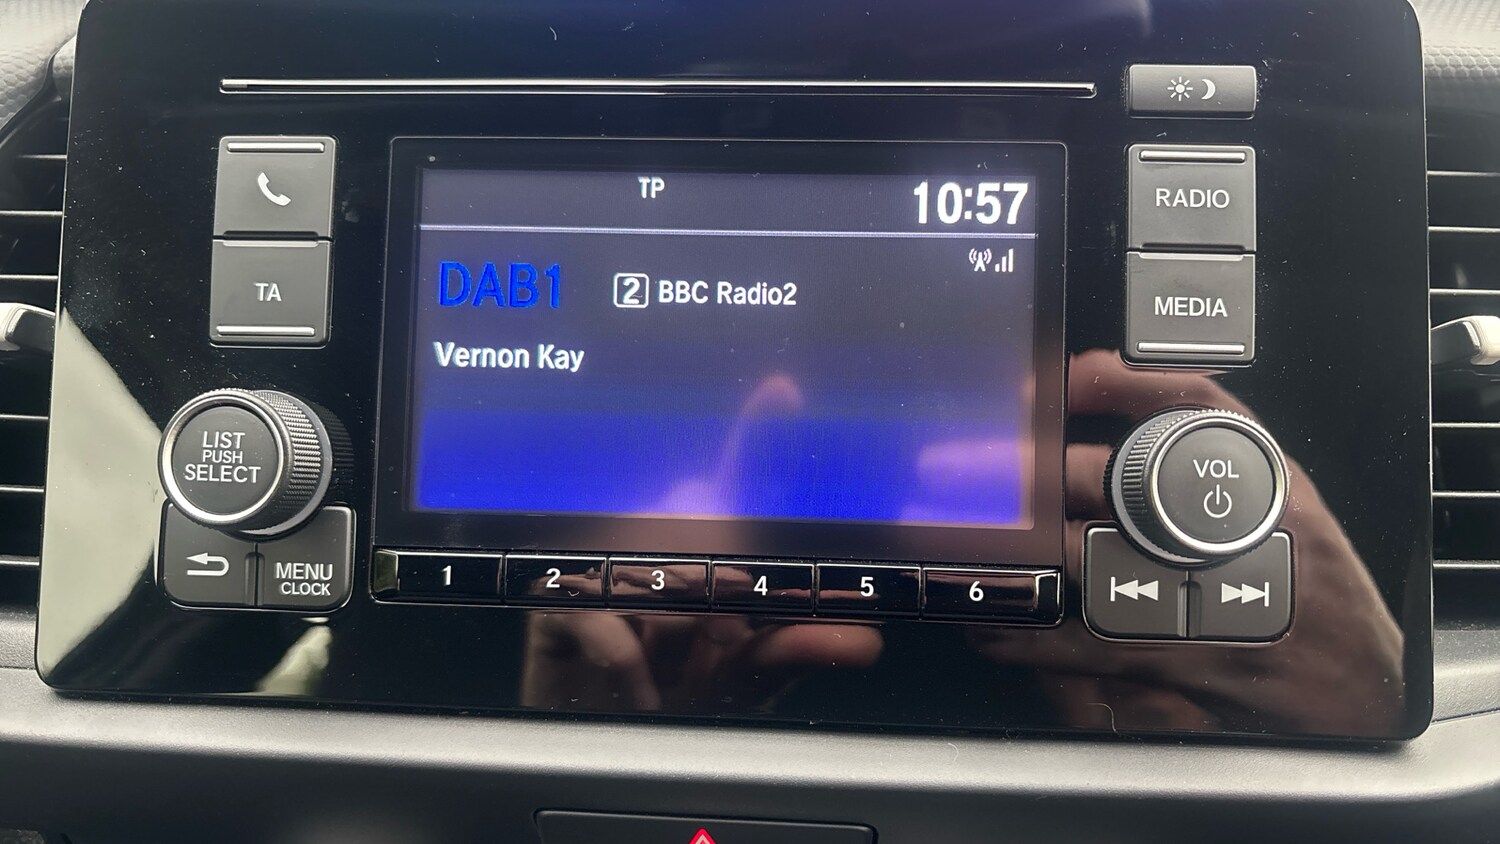 TP
10:57
DAB1
2 BBC Radio2
Vernon Kay
TA
RADIO
MEDIA
LIST
PUSH
SELECT
VOL
MENU
CLOCK
1 2 3 4 5 6